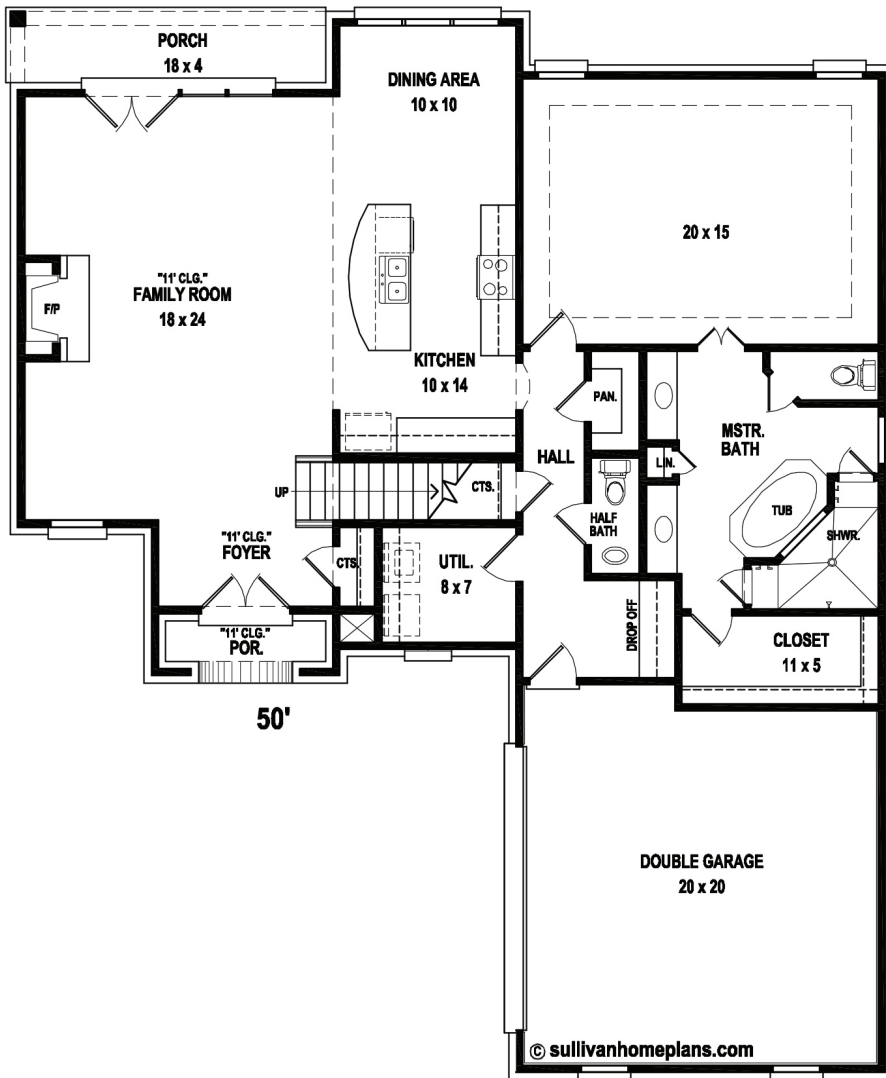 PORCH
18 x 4
DINING AREA
10 x 10
20 x 15
"11' CLG."
FAMILY ROOM
18 x 24
F/P
KITCHEN
10 x 14
PAN.
MSTR.
BATH
HALL
LIN.
UP
CTS.
HALF
BATH
TUB
SHWR.
"11' CLG."
FOYER
CTS.
UTIL.
8 x 7
DROP OFF
"11' CLG."
POR.
CLOSET
11 x 5
50'
DOUBLE GARAGE
20 x 20
© sullivanhomeplans.com